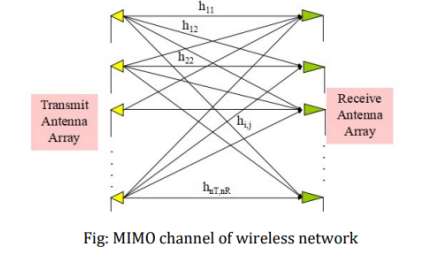 h11
h12
h22
Transmit
Antenna
Array
Receive
Antenna
Array
hi,j
hnT,nR
Fig: MIMO channel of wireless network